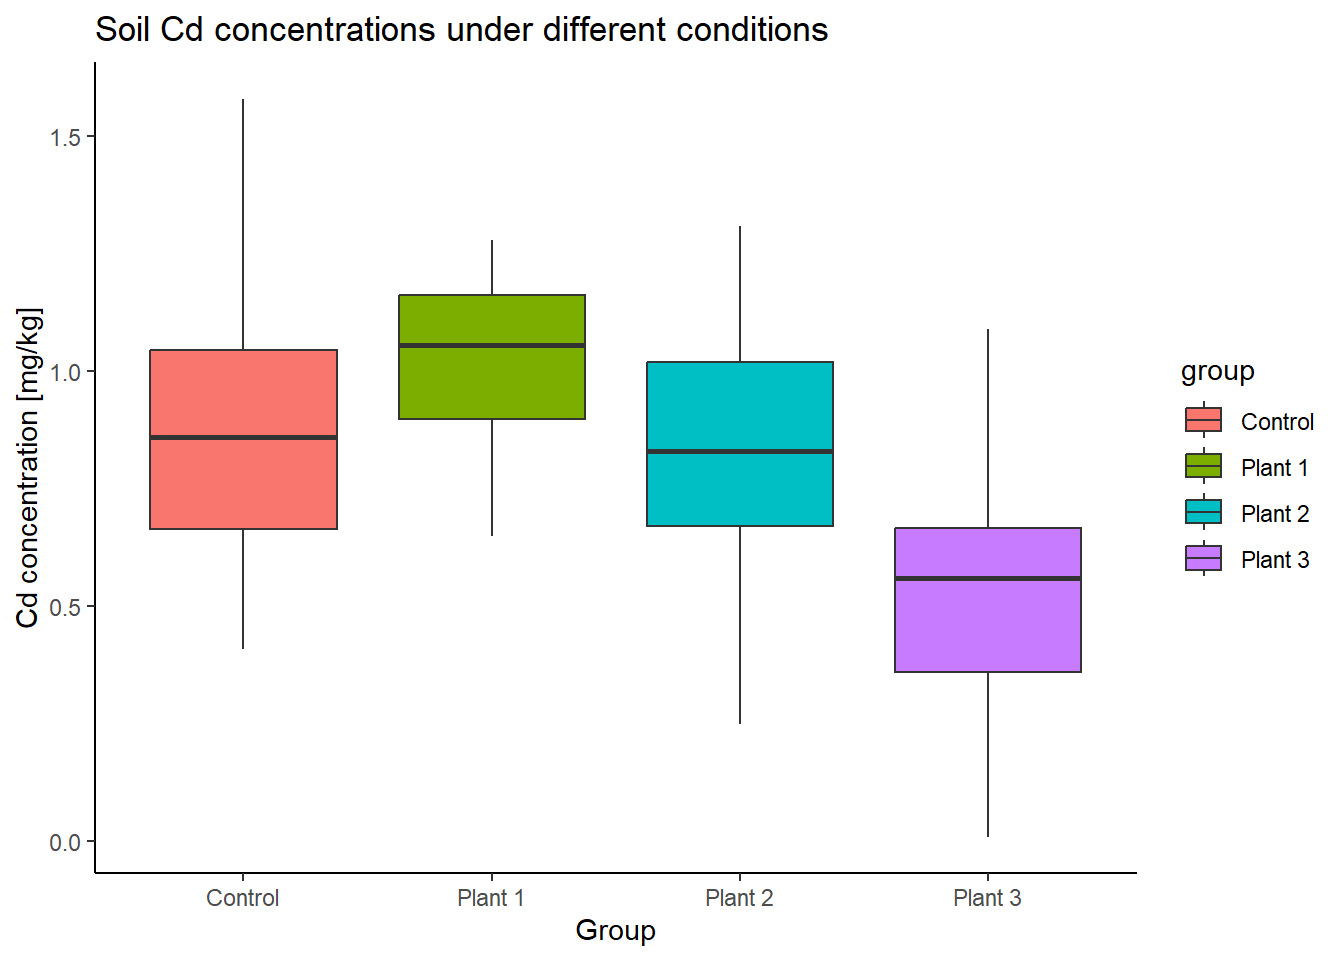 Soil Cd concentrations under different conditions
Cd concentration [mg/kg]
1.5
1.0
0.5
0.0
Control
Plant 1
Plant 2
Plant 3
Group
group
Control
Plant 1
Plant 2
Plant 3